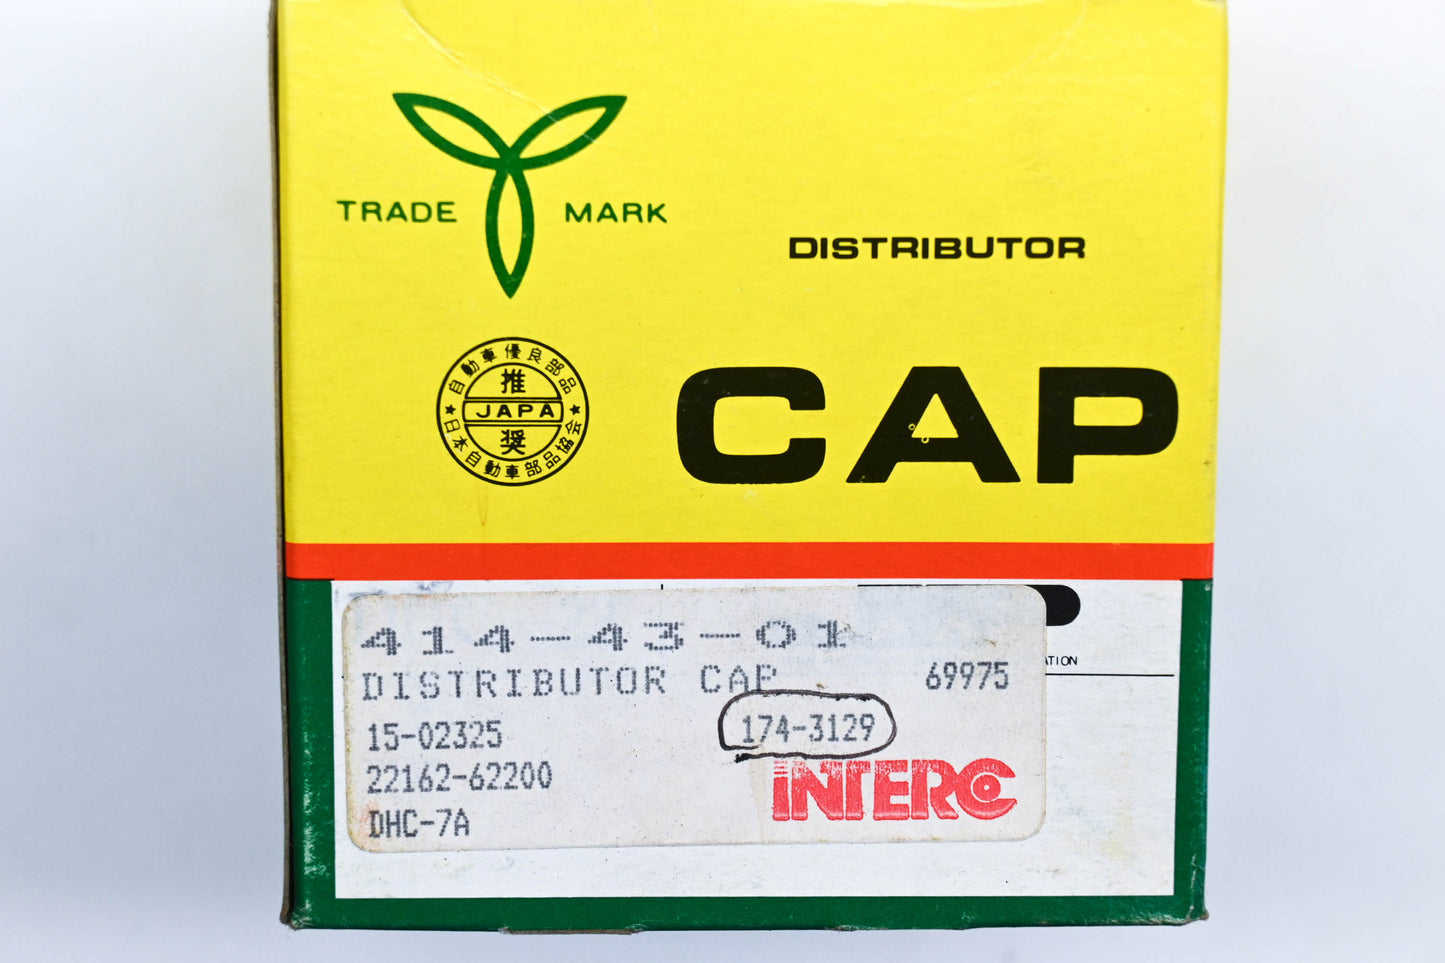 TRADE MARK
DISTRIBUTOR
自動車優良部品
推
JAPA
奨
★日本自動車部品協会★
CAP
414-43-01
DISTRIBUTOR CAP 69975
15-02325 174-3129
22162-62200
DHC-7A
INTERCO